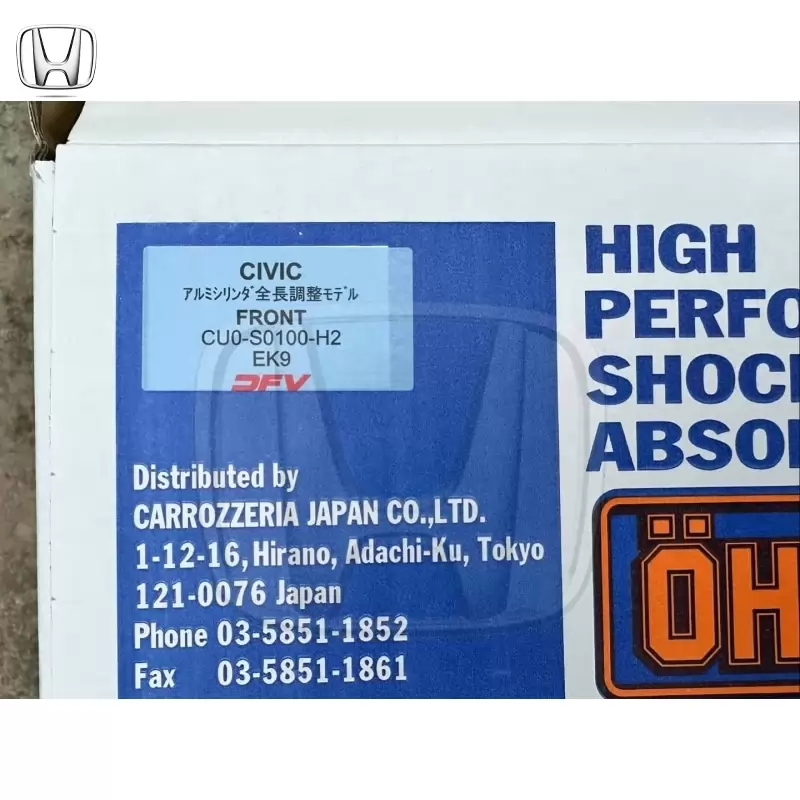 CIVIC
ｱﾙﾐｼﾘﾝﾀﾞ全長調整ﾓﾃﾞﾙ
FRONT
CU0-S0100-H2
EK9
DFV
HIGH
PERFO
SHOC
ABSO
Distributed by
CARROZZERIA JAPAN CO.,LTD.
1-12-16, Hirano, Adachi-Ku, Tokyo
121-0076 Japan
Phone 03-5851-1852
Fax 03-5851-1861
ÖH